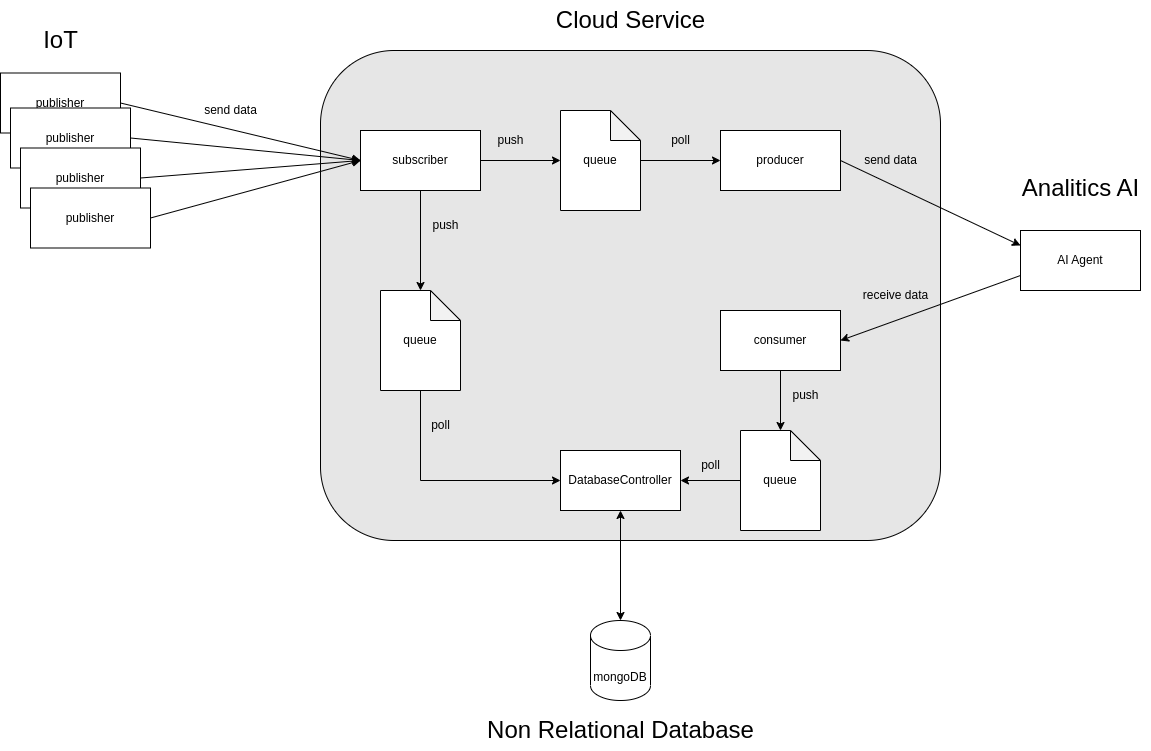 Cloud Service
IoT
publisher
send data
publisher
publisher
publisher
subscriber
push
queue
poll
producer
send data
Analitics AI
AI Agent
push
receive data
queue
consumer
push
poll
DatabaseController
poll
queue
mongoDB
Non Relational Database